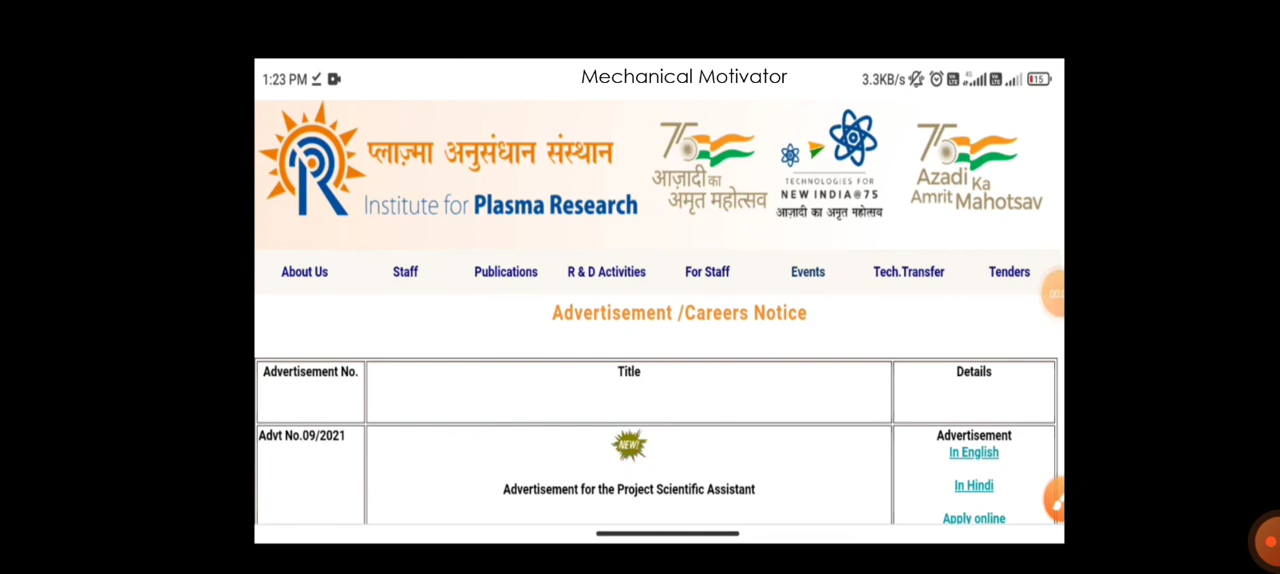 1:23 PM
Mechanical Motivator
3.3KB/s
4G
15
प्लाज़्मा अनुसंधान संस्थान
Institute for Plasma Research
75
आज़ादी का
अमृत महोत्सव
TECHNOLOGIES FOR
NEW INDIA@75
आज़ादी का अमृत महोत्सव
75
Azadi Ka
Amrit Mahotsav
About Us Staff Publications R & D Activities For Staff Events Tech.Transfer Tenders
Advertisement /Careers Notice
Advertisement No. Title Details
Advt No.09/2021
NEW!
Advertisement for the Project Scientific Assistant
Advertisement
In English
In Hindi
Apply online